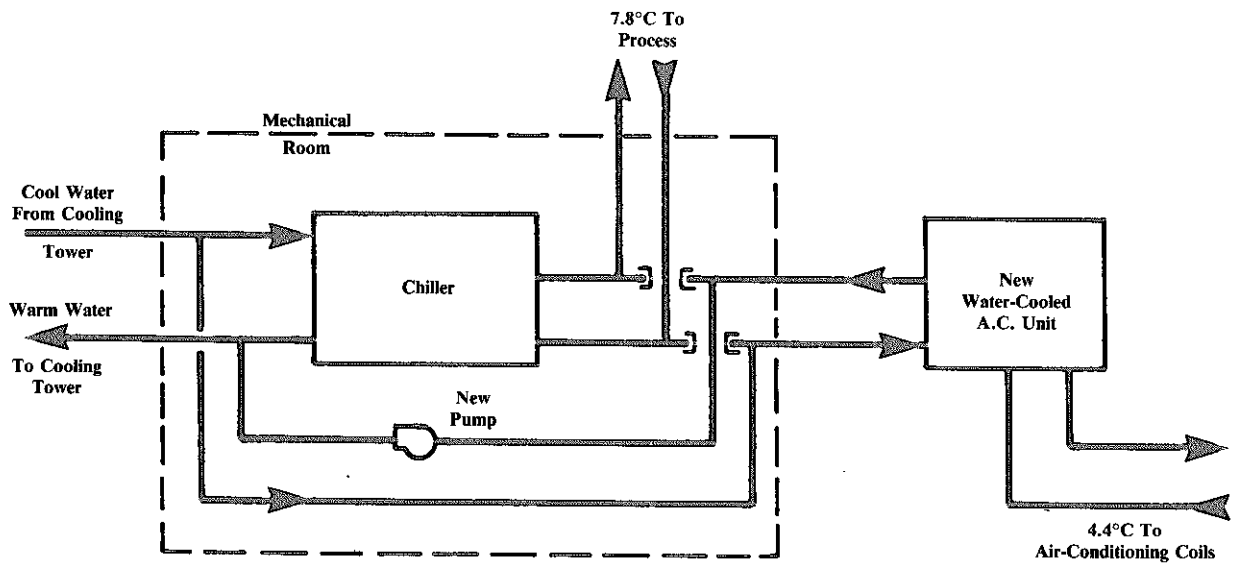 7.8°C To
Process
Mechanical
Room
Cool Water
From Cooling
Tower
Warm Water
To Cooling
Tower
Chiller
New
Pump
New
Water-Cooled
A.C. Unit
4.4°C To
Air-Conditioning Coils